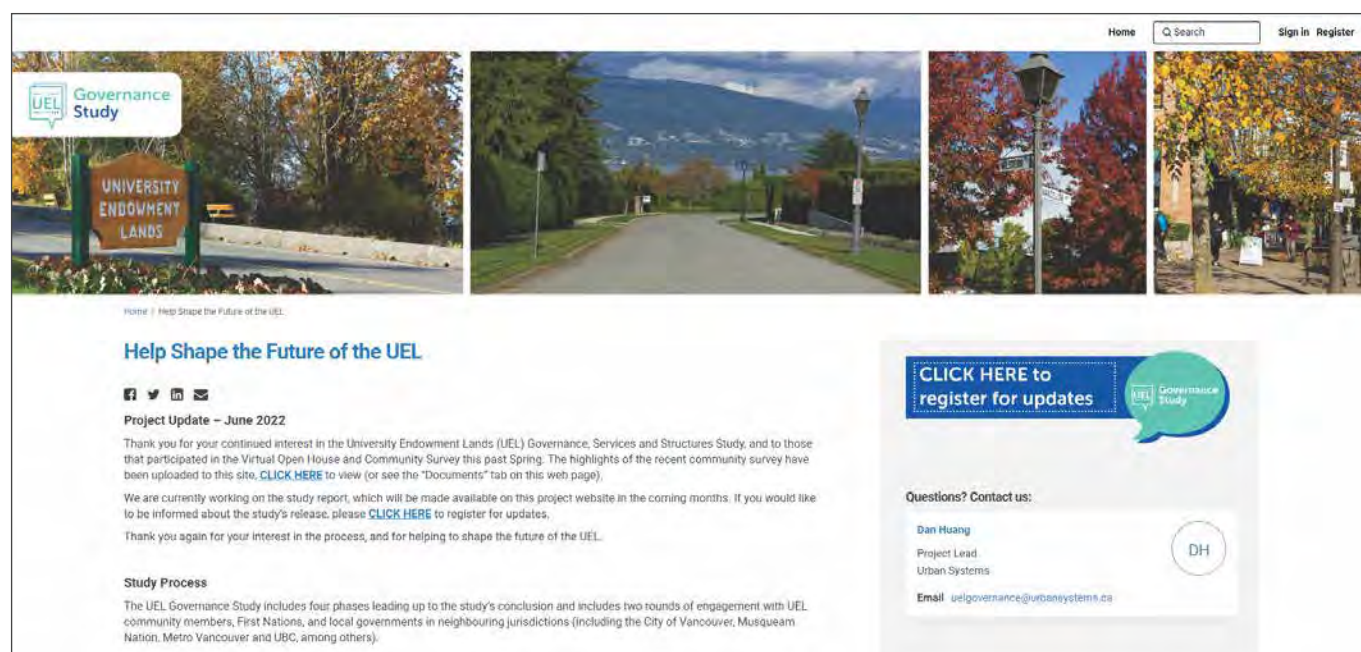 Home
Search
Sign in Register
UEL Governance
Study
UNIVERSITY
ENDOWMENT
LANDS
Home / Help Shape the Future of the UEL
Help Shape the Future of the UEL
Project Update – June 2022
Thank you for your continued interest in the University Endowment Lands (UEL) Governance, Services and Structures Study, and to those
that participated in the Virtual Open House and Community Survey this past Spring. The highlights of the recent community survey have
been uploaded to this site, CLICK HERE to view (or see the "Documents" tab on this web page).
We are currently working on the study report, which will be made available on this project website in the coming months. If you would like
to be informed about the study's release, please CLICK HERE to register for updates.
Thank you again for your interest in the process, and for helping to shape the future of the UEL.
Study Process
The UEL Governance Study includes four phases leading up to the study's conclusion and includes two rounds of engagement with UEL
community members, First Nations, and local governments in neighbouring jurisdictions (including the City of Vancouver, Musqueam
Nation, Metro Vancouver and UBC, among others).
CLICK HERE to
register for updates
UEL Governance
Study
Questions? Contact us:
Dan Huang
DH
Project Lead
Urban Systems
Email uelgovernance@urbansystems.ca